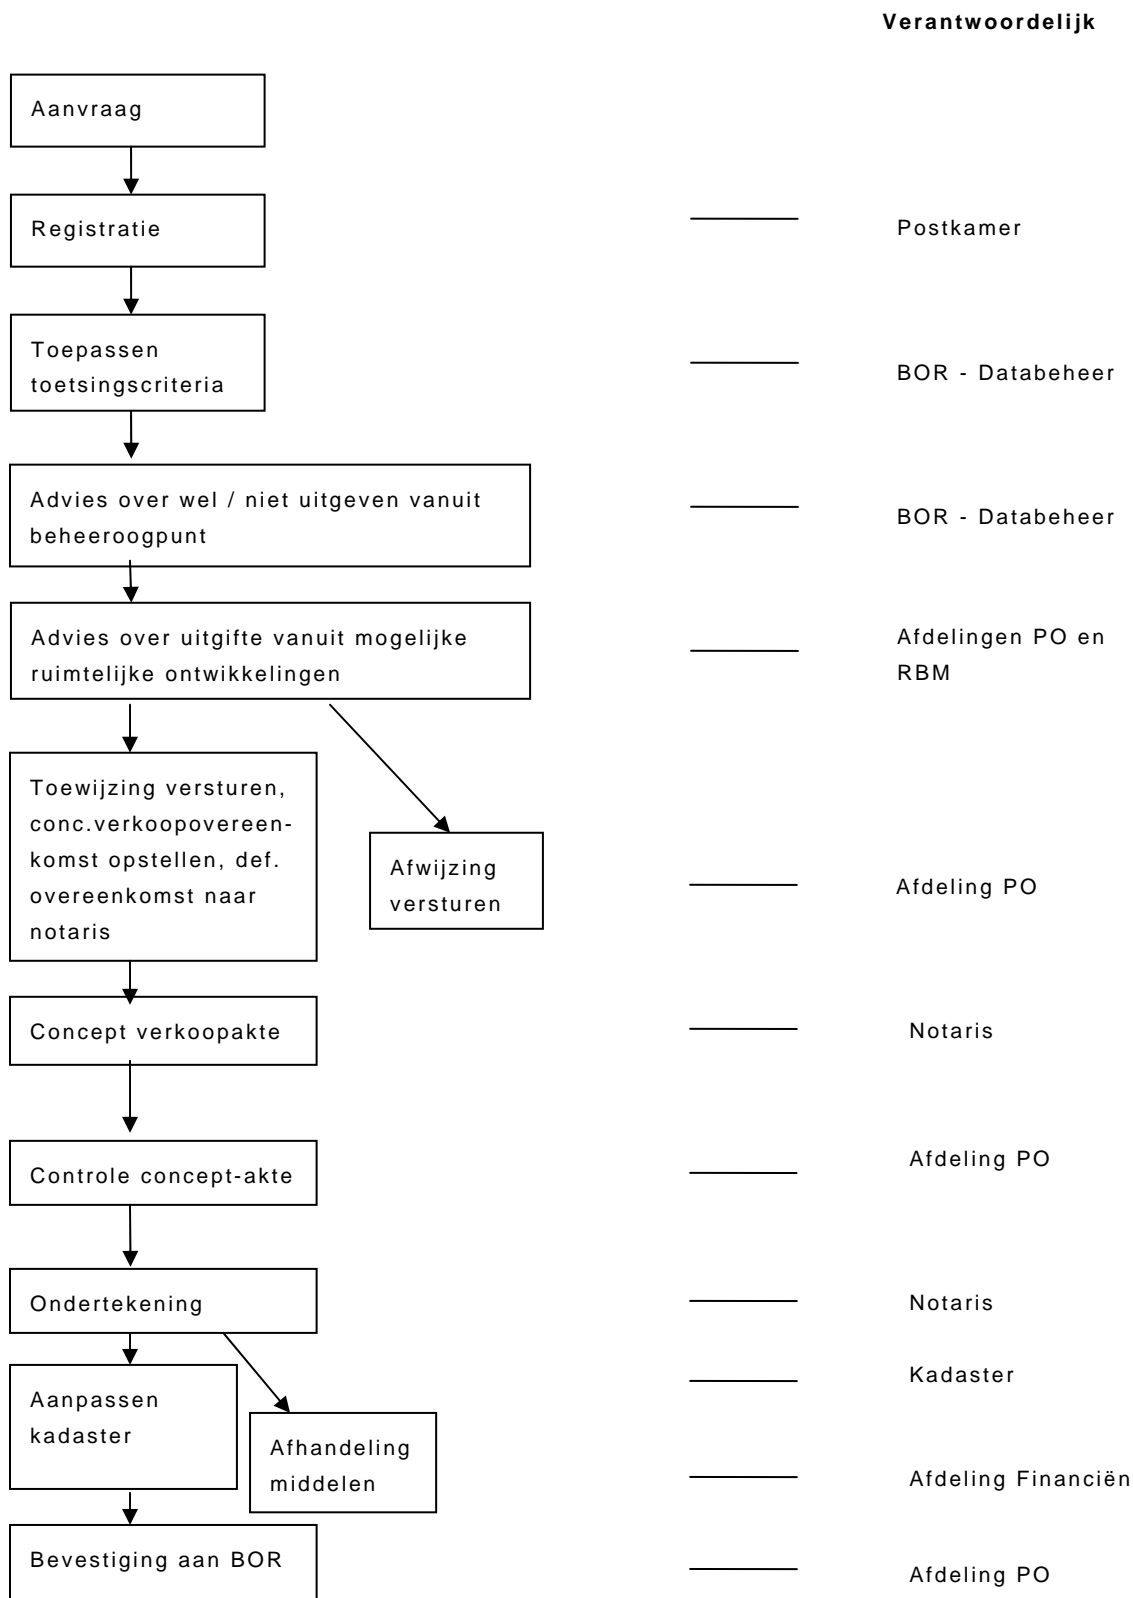 Verantwoordelijk
Aanvraag
Registratie
Postkamer
Toepassen
toetsingscriteria
BOR - Databeheer
Advies over wel / niet uitgeven vanuit
beheeroogpunt
BOR - Databeheer
Advies over uitgifte vanuit mogelijke
ruimtelijke ontwikkelingen
Afdelingen PO en
RBM
Toewijzing versturen,
conc.verkoopovereen-
komst opstellen, def.
overeenkomst naar
notaris
Afwijzing
versturen
Afdeling PO
Concept verkoopakte
Notaris
Controle concept-akte
Afdeling PO
Ondertekening
Notaris
Aanpassen
kadaster
Kadaster
Afhandeling
middelen
Afdeling Financiën
Bevestiging aan BOR
Afdeling PO